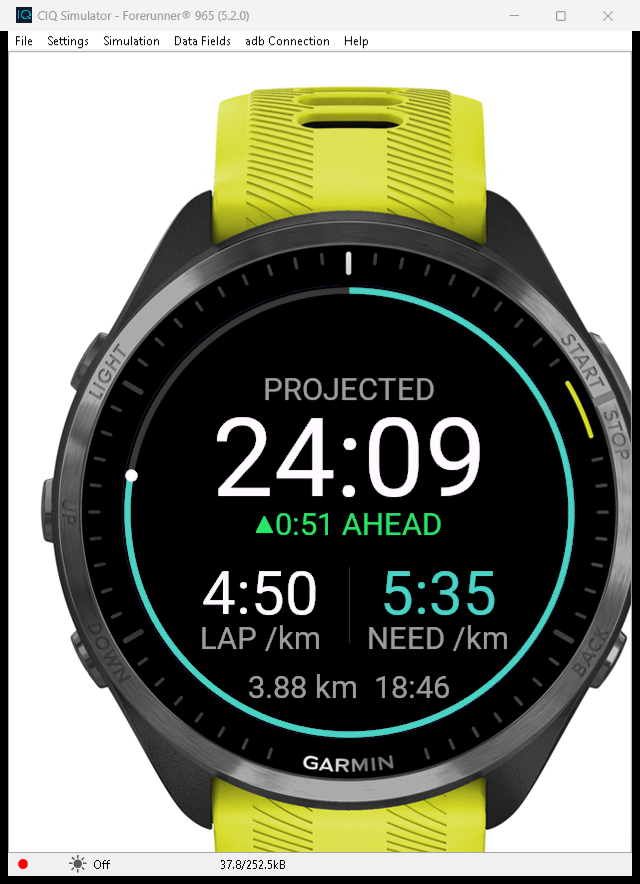 CIQ Simulator - Forerunner® 965 (5.2.0)
File Settings Simulation Data Fields adb Connection Help
LIGHT
START
STOP
PROJECTED
24:09
▲0:51 AHEAD
UP
4:50 5:35
LAP /km NEED /km
DOWN
BACK
3.88 km 18:46
GARMIN
Off 37.8/252.5kB